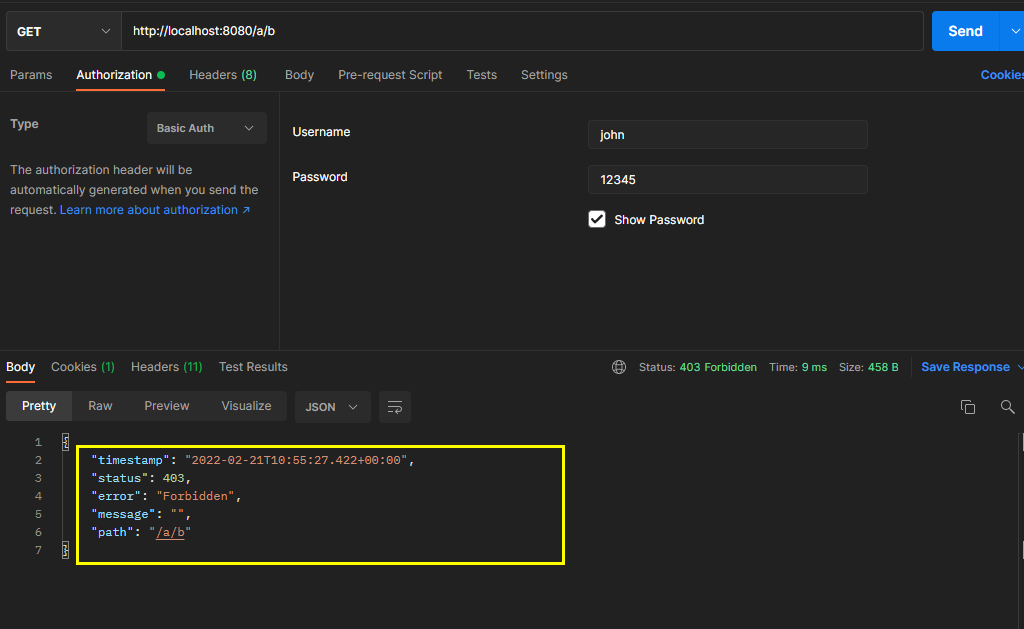 GET http://localhost:8080/a/b Send
Params Authorization Headers (8) Body Pre-request Script Tests Settings Cookies
Type Basic Auth
The authorization header will be
automatically generated when you send the
request. Learn more about authorization ↗
Username john
Password 12345
Show Password
Body Cookies (1) Headers (11) Test Results Status: 403 Forbidden Time: 9 ms Size: 458 B Save Response
Pretty Raw Preview Visualize JSON
1 {
2 "timestamp": "2022-02-21T10:55:27.422+00:00",
3 "status": 403,
4 "error": "Forbidden",
5 "message": "",
6 "path": "/a/b"
7 }